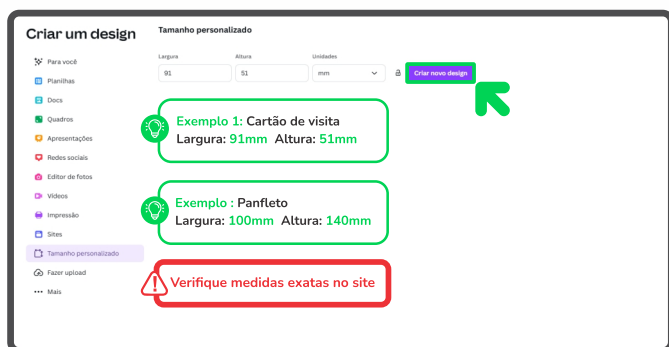 Criar um design
Para você
Planilhas
Docs
Quadros
Apresentações
Redes sociais
Editor de fotos
Vídeos
Impressão
Sites
Tamanho personalizado
Fazer upload
Mais
Tamanho personalizado
Largura Altura Unidades
91 51 mm Criar novo design
Exemplo 1: Cartão de visita
Largura: 91mm Altura: 51mm
Exemplo : Panfleto
Largura: 100mm Altura: 140mm
Verifique medidas exatas no site